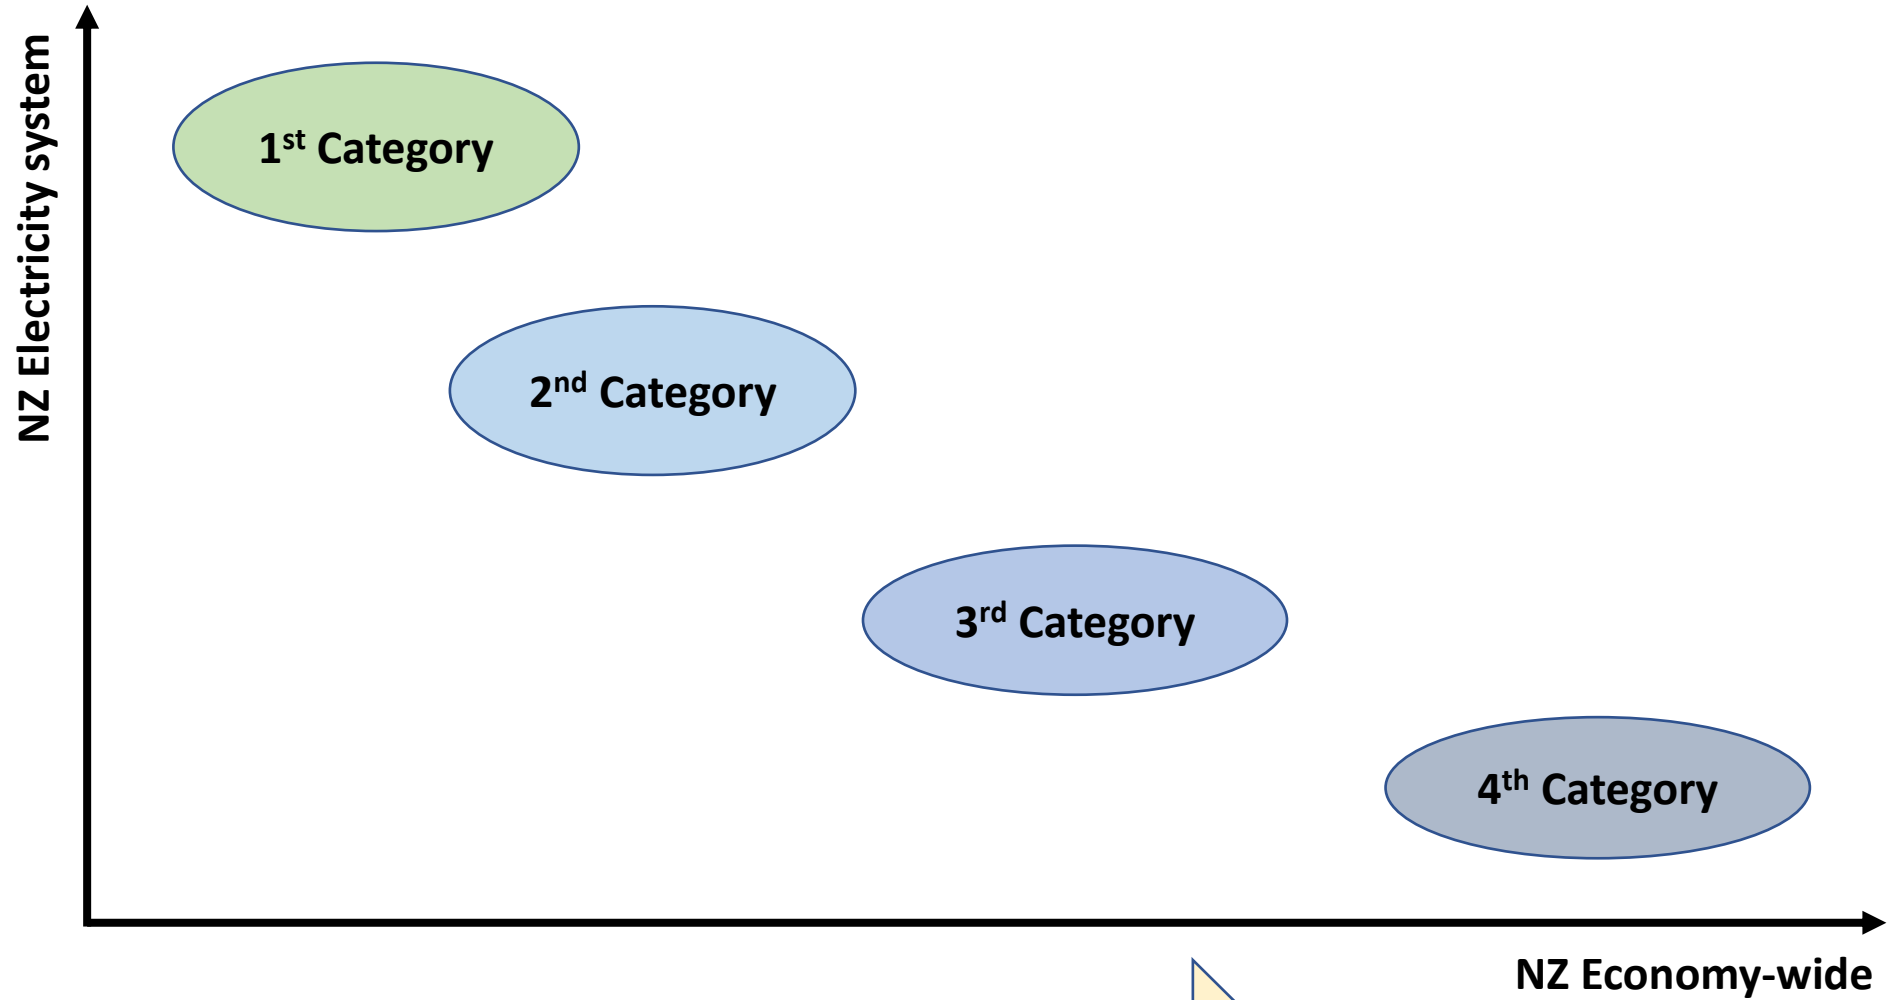 NZ Electricity system
1st Category
2nd Category
3rd Category
4th Category
NZ Economy-wide